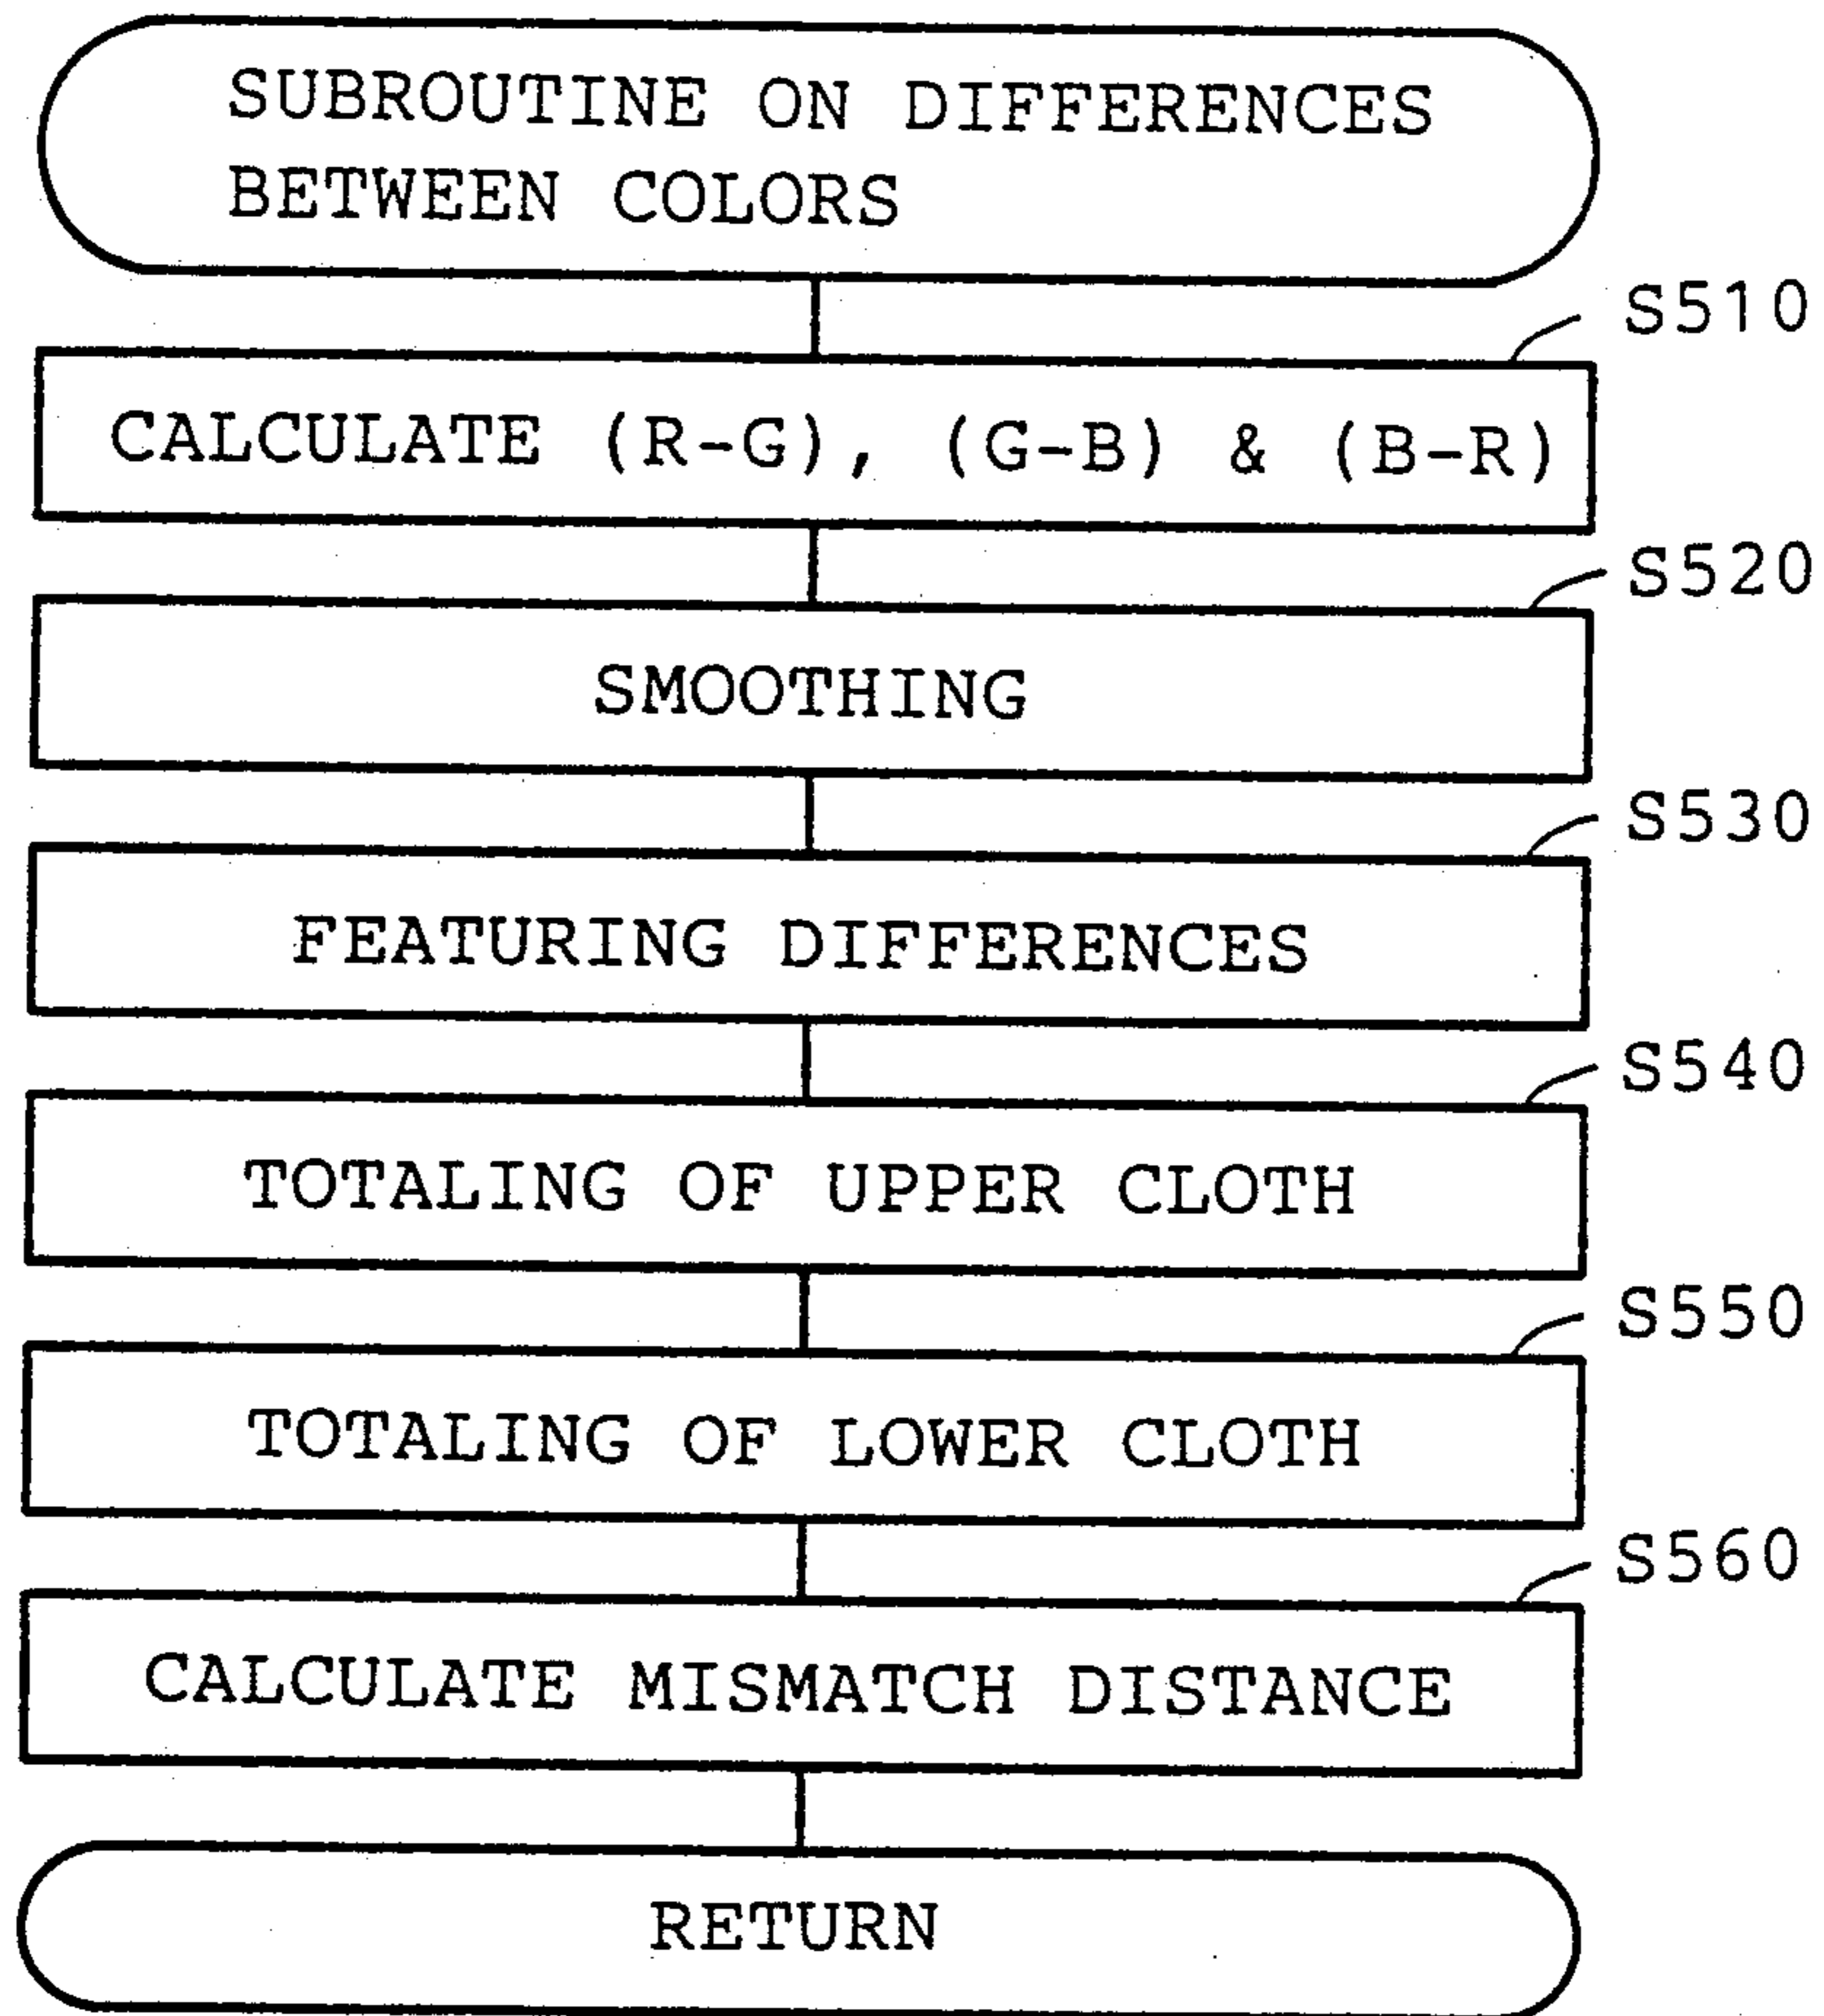 SUBROUTINE ON DIFFERENCES
BETWEEN COLORS
S510
CALCULATE (R-G), (G-B) & (B-R)
S520
SMOOTHING
S530
FEATURING DIFFERENCES
S540
TOTALING OF UPPER CLOTH
S550
TOTALING OF LOWER CLOTH
S560
CALCULATE MISMATCH DISTANCE
RETURN